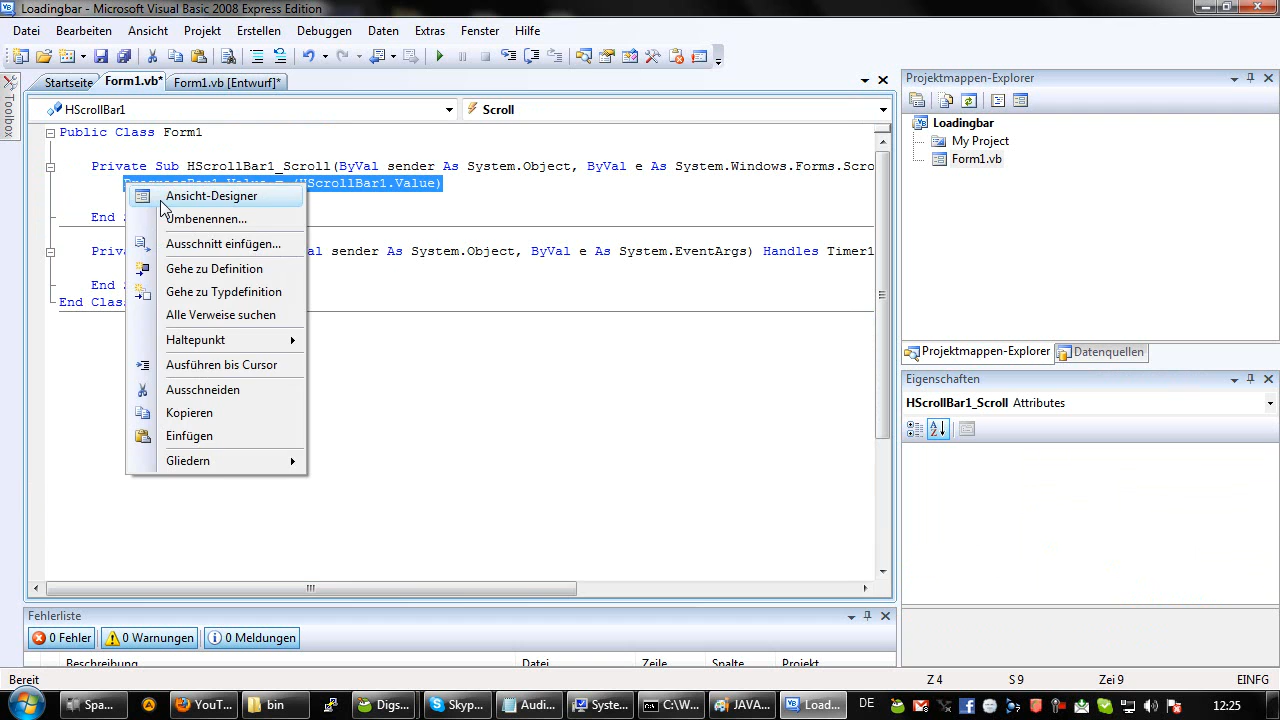 Loadingbar - Microsoft Visual Basic 2008 Express Edition
Datei Bearbeiten Ansicht Projekt Erstellen Debuggen Daten Extras Fenster Hilfe
Startseite Form1.vb* Form1.vb [Entwurf]*
Toolbox
HScrollBar1 Scroll
Public Class Form1
Private Sub HScrollBar1_Scroll(ByVal sender As System.Object, ByVal e As System.Windows.Forms.Scro
HScrollBar1.Value)
End
Priva al sender As System.Object, ByVal e As System.EventArgs) Handles Timer1
End S
End Clas
Ansicht-Designer
Umbenennen...
Ausschnitt einfügen...
Gehe zu Definition
Gehe zu Typdefinition
Alle Verweise suchen
Haltepunkt
Ausführen bis Cursor
Ausschneiden
Kopieren
Einfügen
Gliedern
Projektmappen-Explorer
Loadingbar
My Project
Form1.vb
Projektmappen-Explorer Datenquellen
Eigenschaften
HScrollBar1_Scroll Attributes
Fehlerliste
0 Fehler 0 Warnungen 0 Meldungen
Beschreibung Datei Zeile Spalte Projekt
Bereit Z 4 S 9 Zei 9 EINFG
Spa... YouT... bin Digs... Skyp... Audi... Syste... C:\W... JAVA... Load... DE 12:25